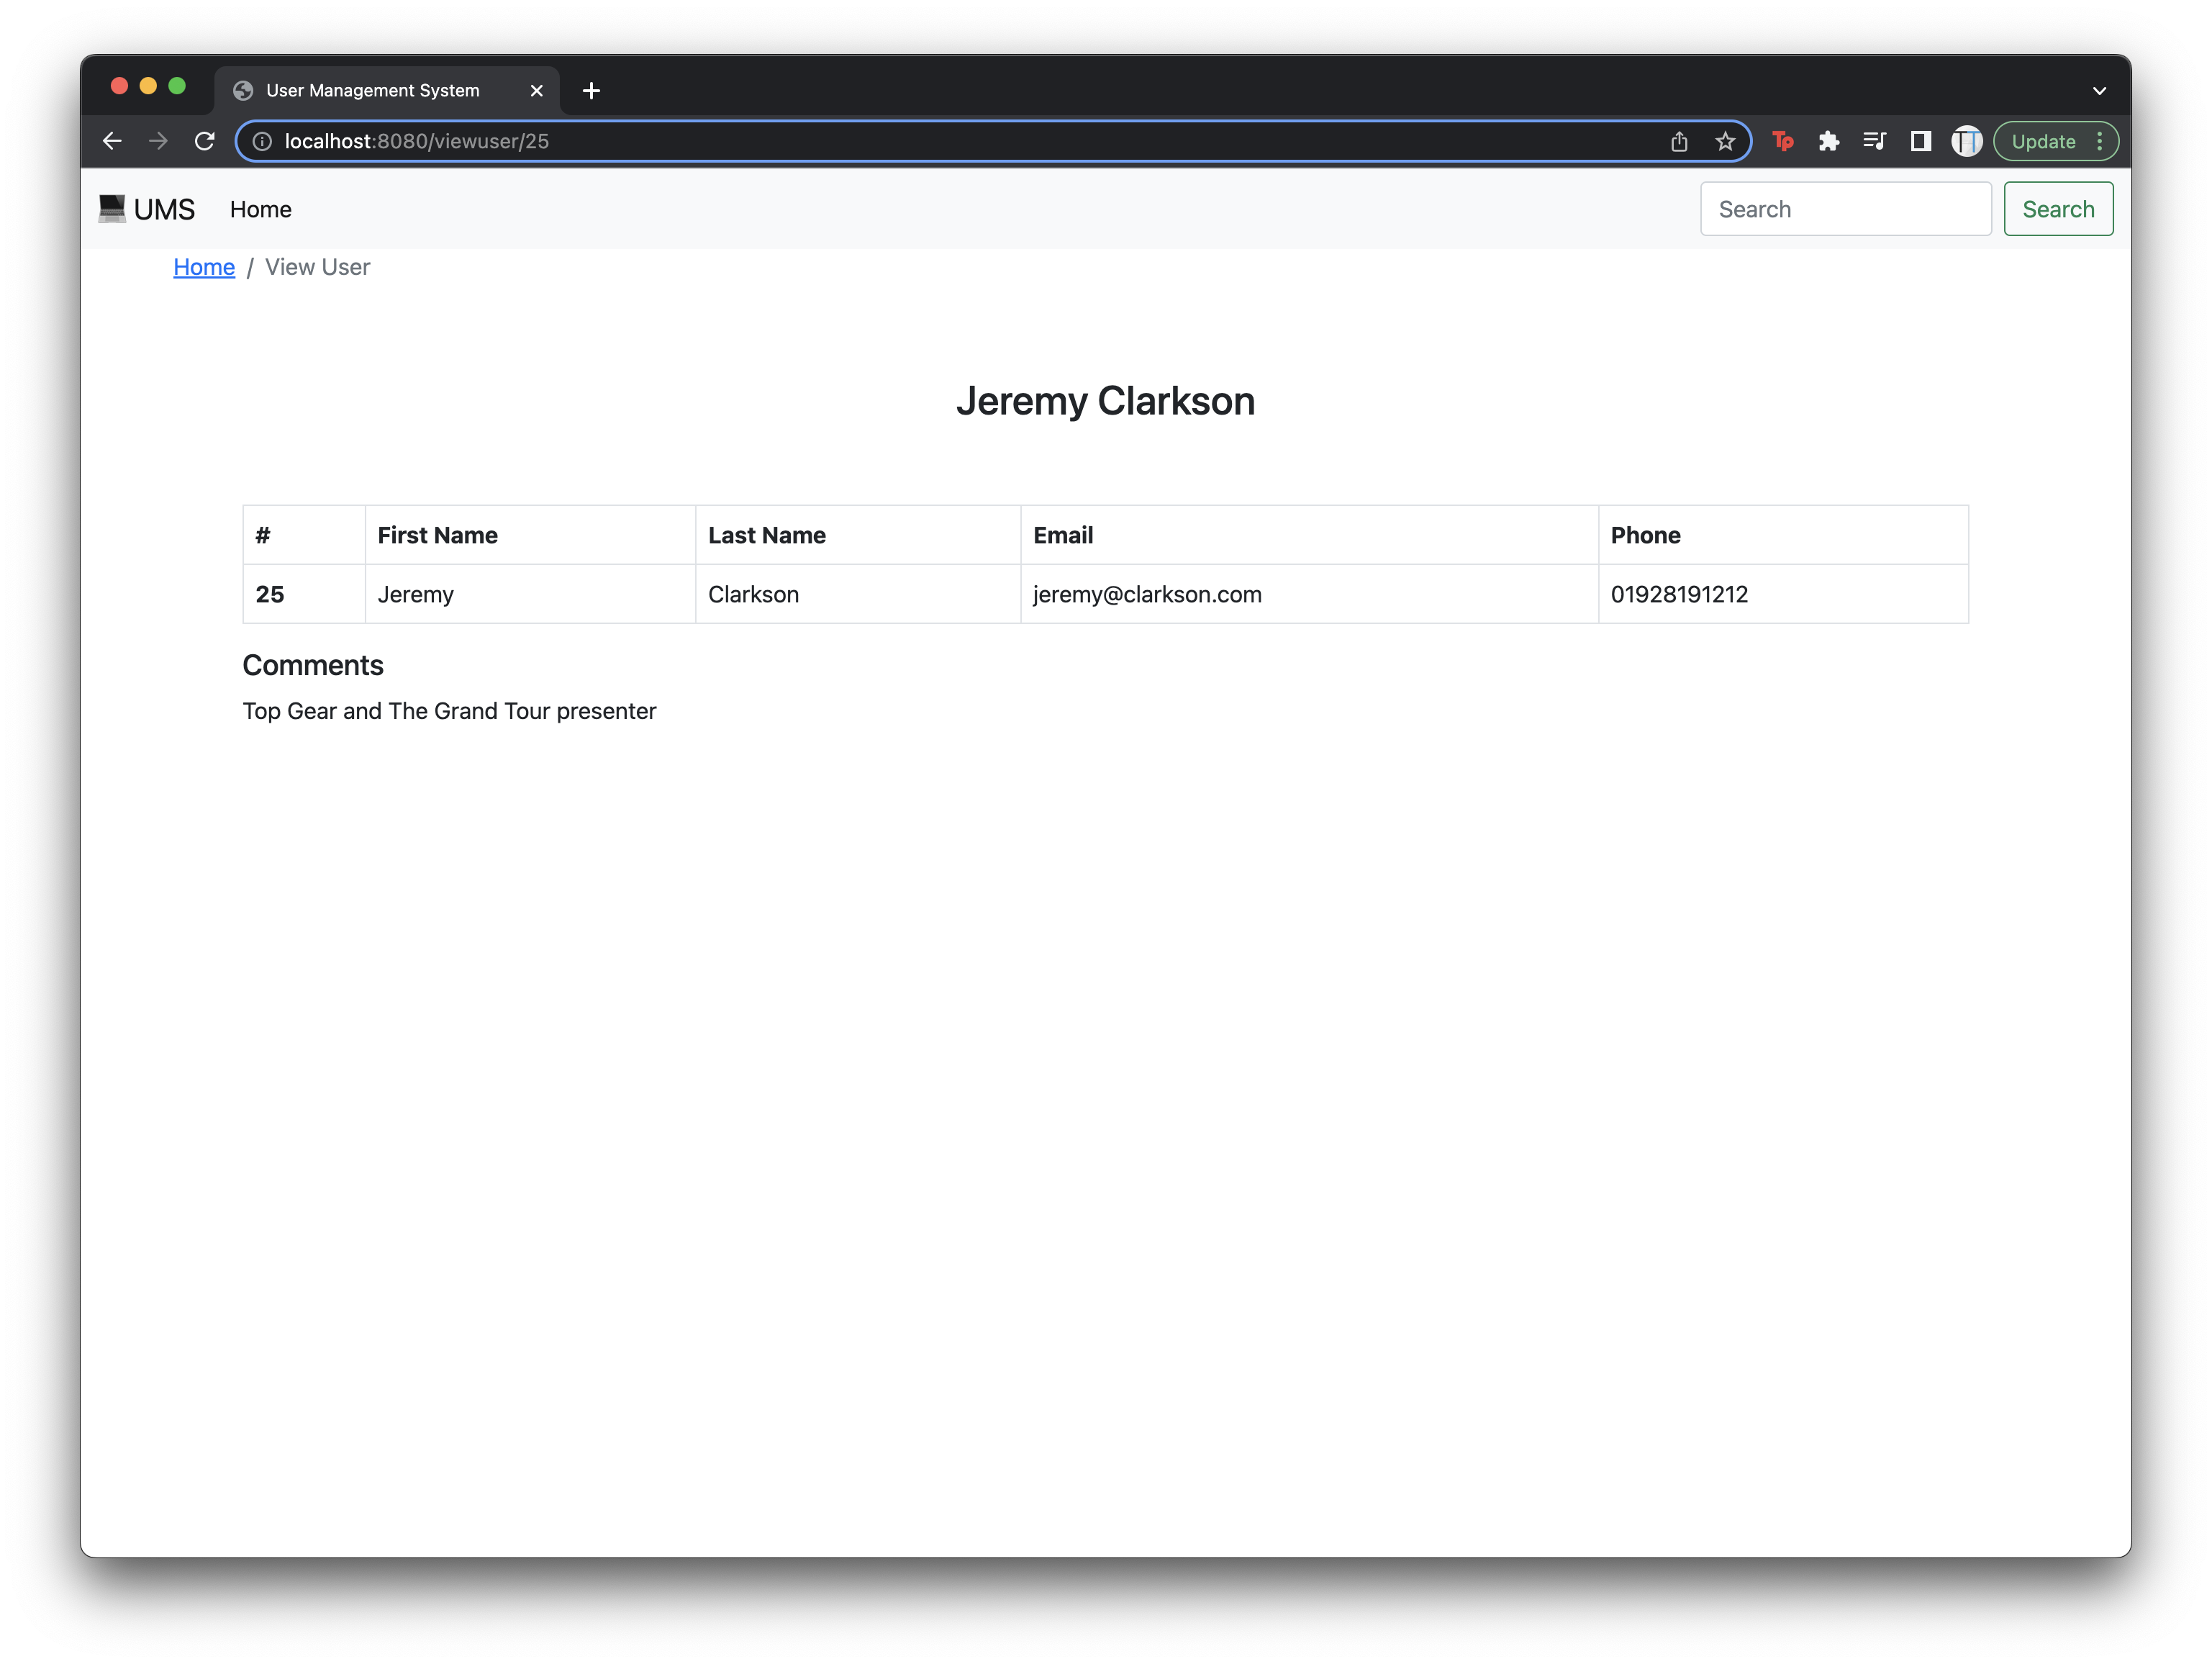 User Management System
localhost:8080/viewuser/25
Tp
TT
Update
UMS Home Search Search
Home / View User
Jeremy Clarkson
# First Name Last Name Email Phone
25 Jeremy Clarkson jeremy@clarkson.com 01928191212
Comments
Top Gear and The Grand Tour presenter